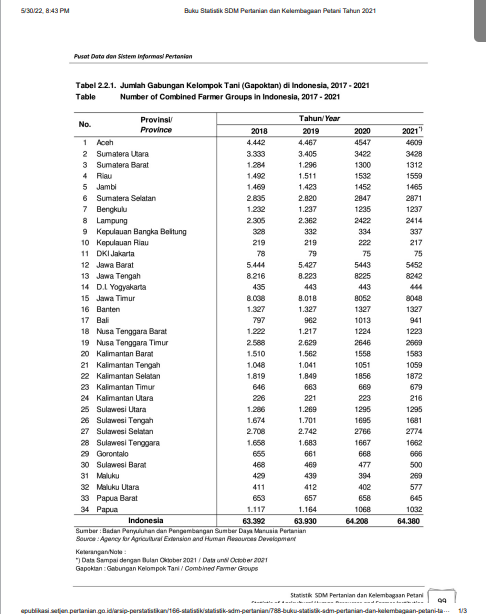 5/30/22, 8:43 PM Buku Statistik SDM Pertanian dan Kelembagaan Petani Tahun 2021
Pusat Data dan Sistem Informasi Pertanian
Tabel 2.2.1. Jumlah Gabungan Kelompok Tani (Gapoktan) di Indonesia, 2017 - 2021
Table Number of Combined Farmer Groups in Indonesia, 2017 - 2021
No. Provinsi/ Province Tahun/Year
2018 2019 2020 2021*)
1 Aceh 4.442 4.467 4547 4609
2 Sumatera Utara 3.333 3.405 3422 3428
3 Sumatera Barat 1.284 1.296 1300 1312
4 Riau 1.492 1.511 1532 1559
5 Jambi 1.469 1.423 1452 1465
6 Sumatera Selatan 2.835 2.820 2847 2871
7 Bengkulu 1.232 1.237 1235 1237
8 Lampung 2.305 2.362 2422 2414
9 Kepulauan Bangka Belitung 328 332 334 337
10 Kepulauan Riau 219 219 222 217
11 DKI Jakarta 78 79 75 75
12 Jawa Barat 5.444 5.427 5443 5452
13 Jawa Tengah 8.216 8.223 8225 8242
14 D.I. Yogyakarta 435 443 443 444
15 Jawa Timur 8.038 8.018 8052 8048
16 Banten 1.327 1.327 1327 1327
17 Bali 797 962 1013 941
18 Nusa Tenggara Barat 1.222 1.217 1224 1223
19 Nusa Tenggara Timur 2.588 2.629 2646 2669
20 Kalimantan Barat 1.510 1.562 1558 1583
21 Kalimantan Tengah 1.048 1.041 1051 1059
22 Kalimantan Selatan 1.819 1.849 1856 1872
23 Kalimantan Timur 646 663 669 679
24 Kalimantan Utara 226 221 223 216
25 Sulawesi Utara 1.286 1.269 1295 1295
26 Sulawesi Tengah 1.674 1.701 1695 1681
27 Sulawesi Selatan 2.708 2.742 2766 2774
28 Sulawesi Tenggara 1.658 1.683 1667 1662
29 Gorontalo 655 661 668 666
30 Sulawesi Barat 468 469 477 500
31 Maluku 429 439 394 269
32 Maluku Utara 411 412 402 577
33 Papua Barat 653 657 658 645
34 Papua 1.117 1.164 1068 1032
Indonesia 63.392 63.930 64.208 64.380
Sumber : Badan Penyuluhan dan Pengembangan Sumber Daya Manusia Pertanian
Source : Agency for Agricultural Extension and Human Resources Development
Keterangan/Note :
*) Data Sampai dengan Bulan Oktober 2021 / Data until October 2021
Gapoktan : Gabungan Kelompok Tani / Combined Farmer Groups
Statistik SDM Pertanian dan Kelembagaan Petani
99
epublikasi.setjen.pertanian.go.id/arsip-perstatistikan/166-statistik/statistik-sdm-pertanian/788-buku-statistik-sdm-pertanian-dan-kelembagaan-petani-ta… 1/3